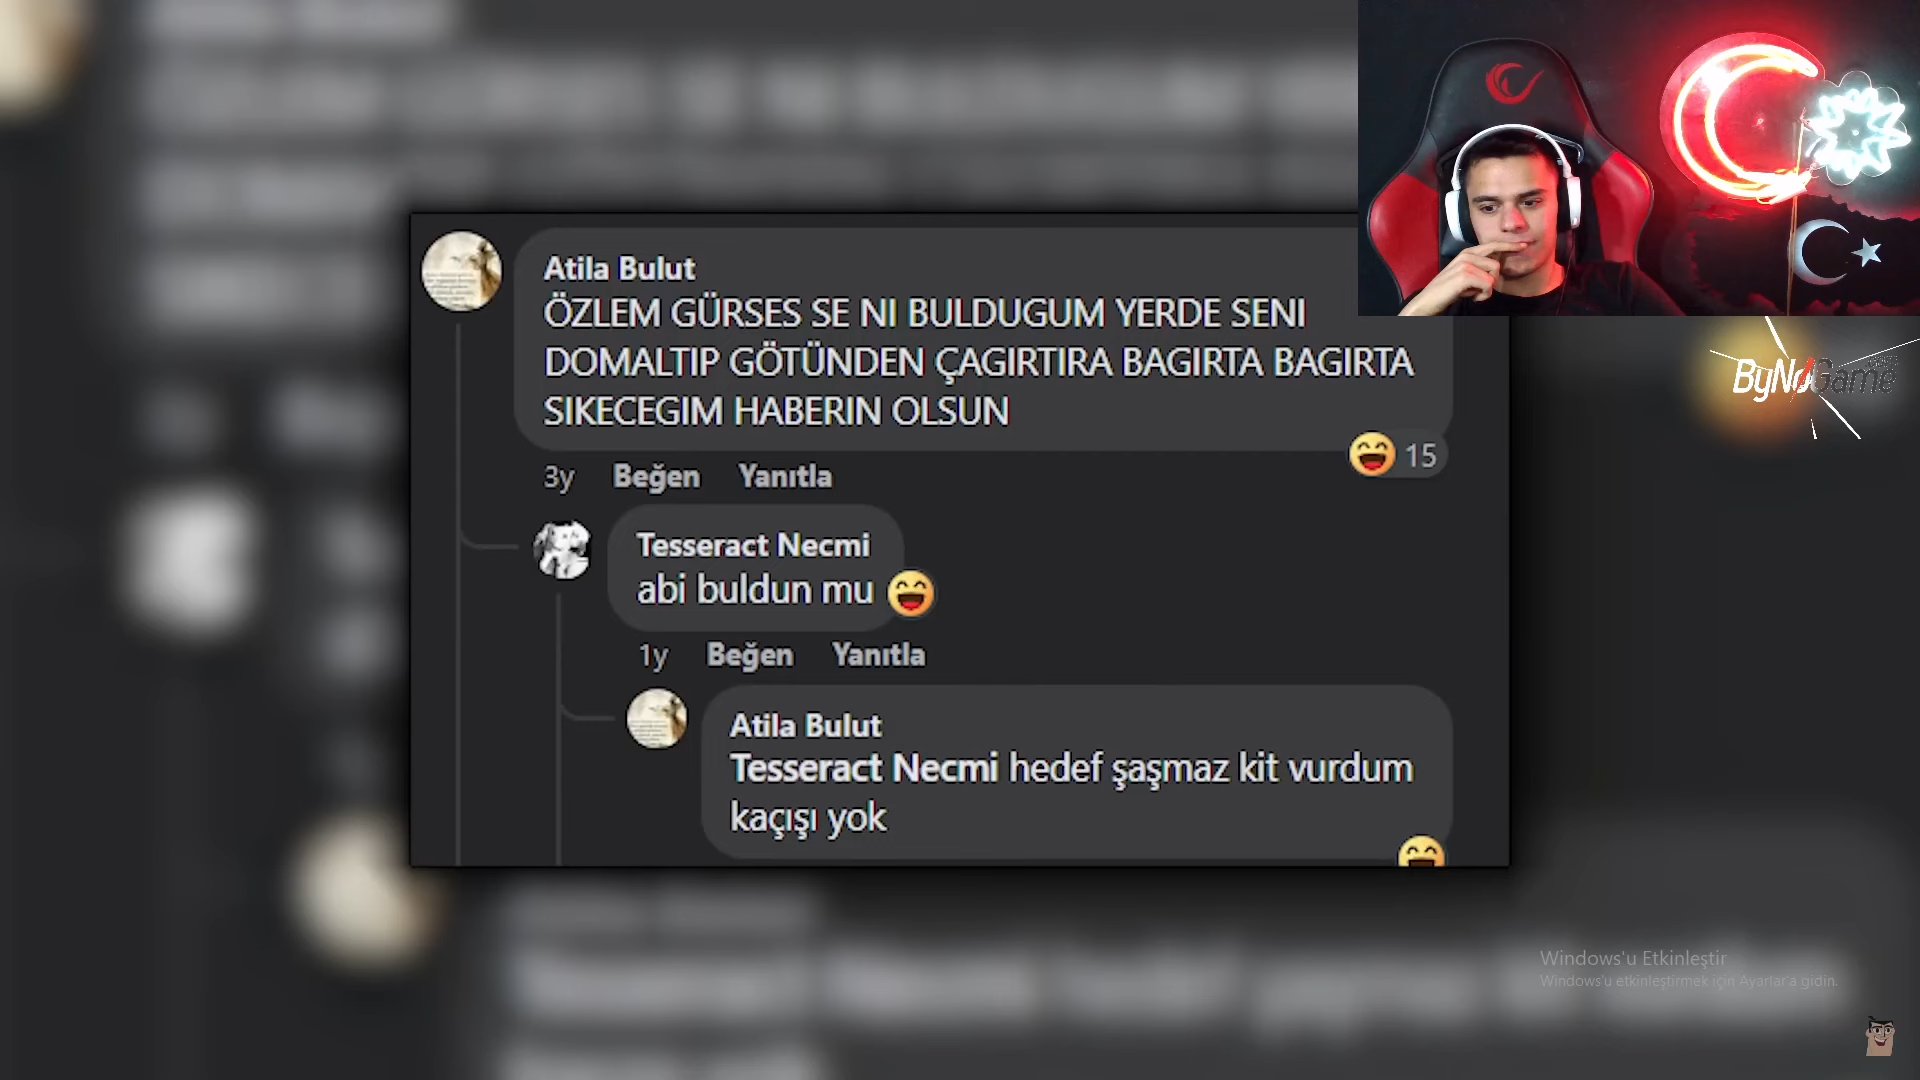 Atila Bulut
ÖZLEM GÜRSES SE NI BULDUGUM YERDE SENI
DOMALTIP GÖTÜNDEN ÇAGIRTIRA BAGIRTA BAGIRTA
SIKECEGIM HABERIN OLSUN
15
3y Beğen Yanıtla
Tesseract Necmi
abi buldun mu
1y Beğen Yanıtla
Atila Bulut
Tesseract Necmi hedef şaşmaz kit vurdum
kaçışı yok
ByNoGame
Windows'u Etkinleştir
Windows'u etkinleştirmek için Ayarlar'a gidin.